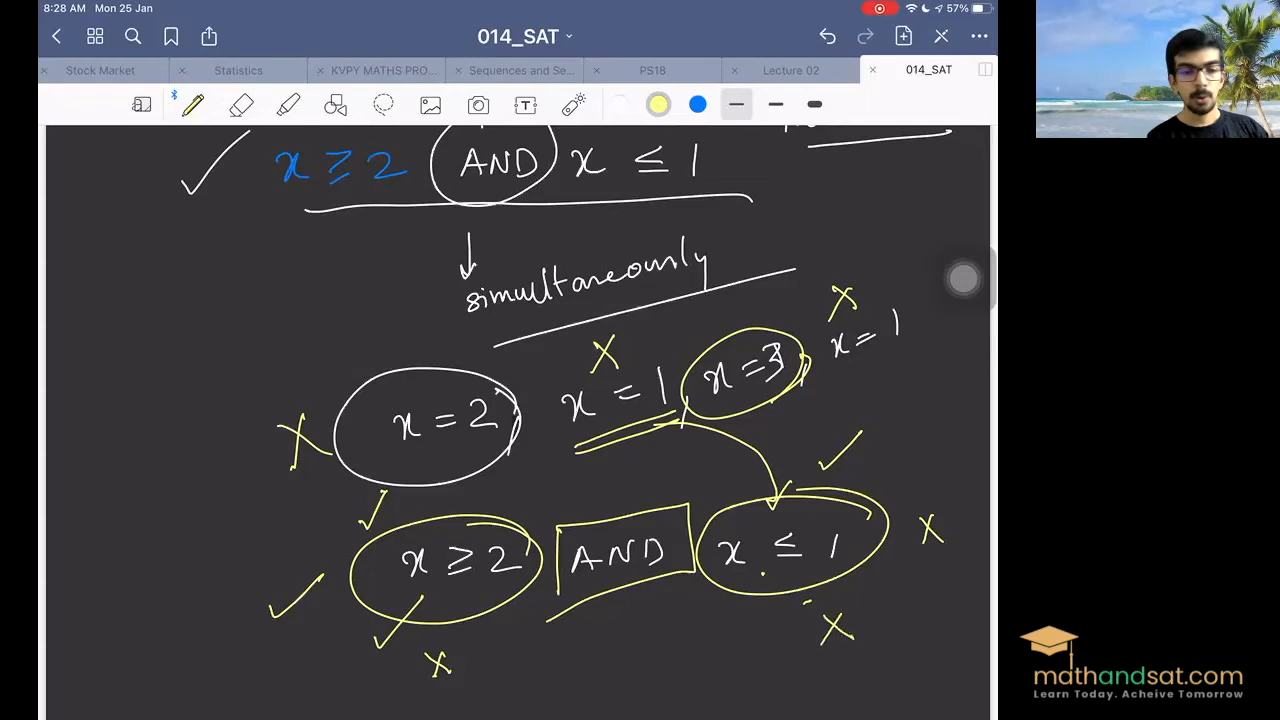 8:28 AM Mon 25 Jan
57%
014_SAT
Stock Market
Statistics
KVPY MATHS PRO...
Sequences and Se...
PS18
Lecture 02
014_SAT
T
x ≥ 2 AND x ≤ 1
simultaneously
X X
x = 2 x = 1, x = 3 x = 1
X
x ≥ 2 AND x ≤ 1 X
X X
mathandsat.com
Learn Today. Acheive Tomorrow